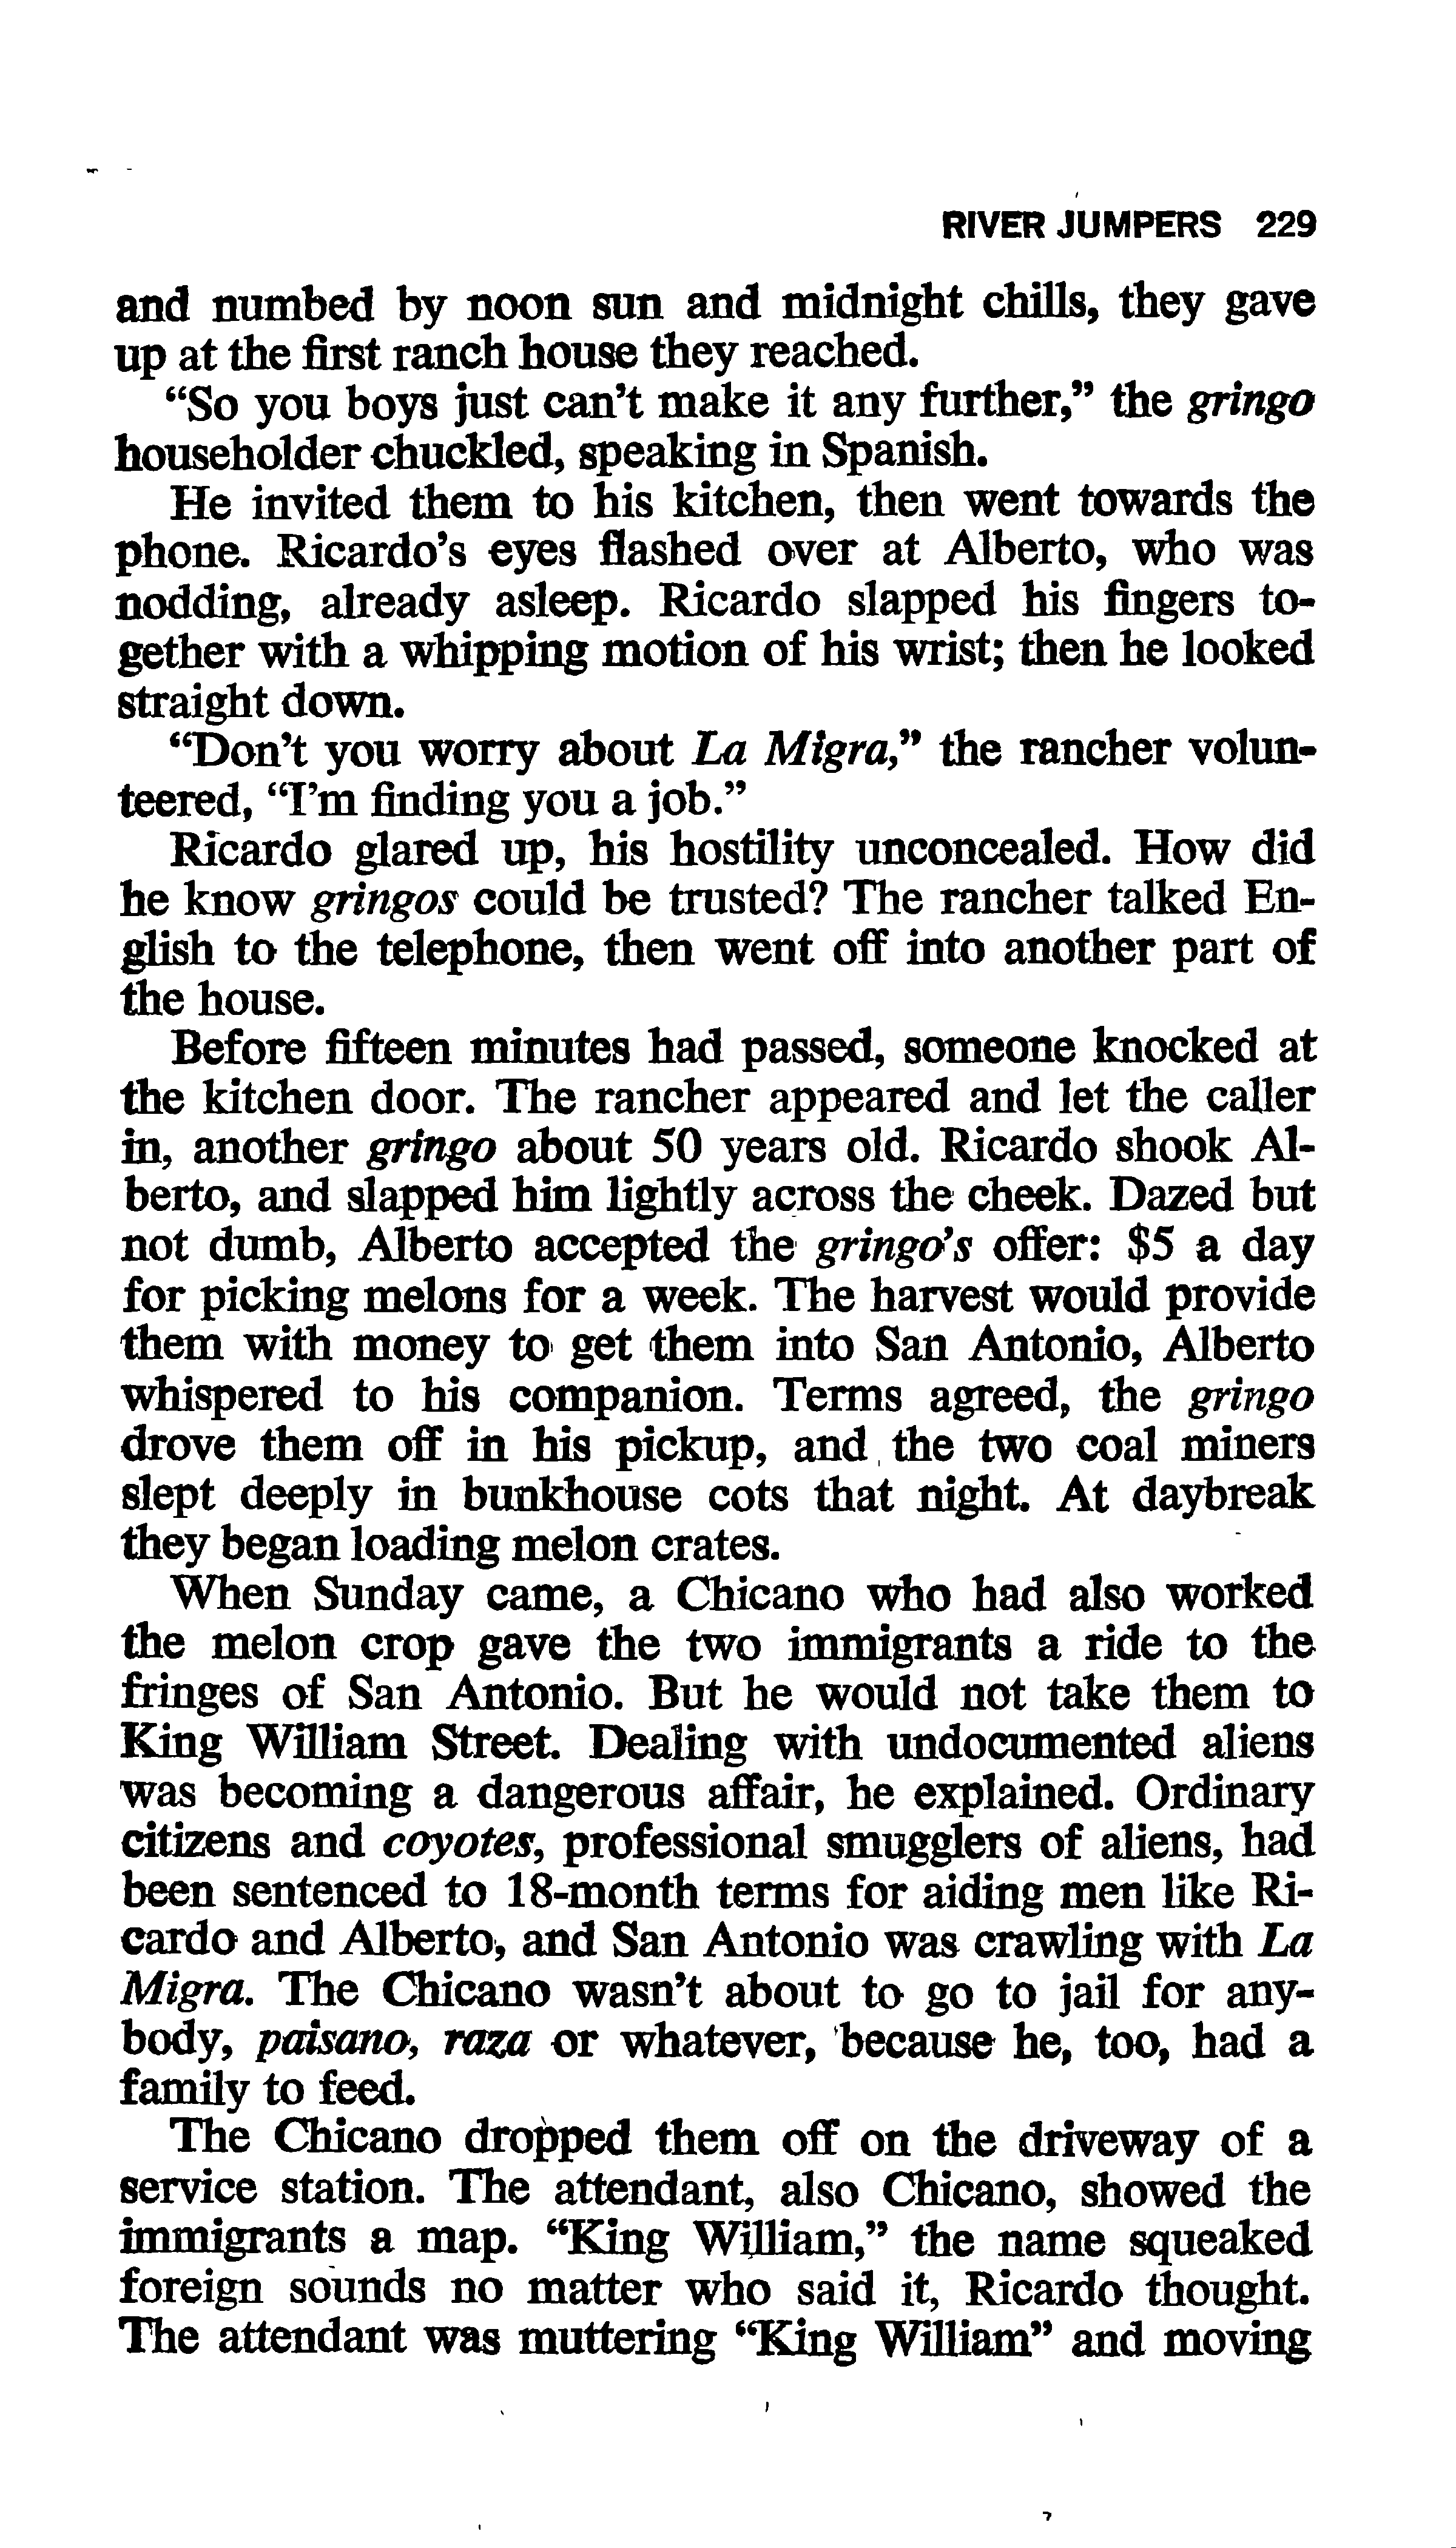 RIVER JUMPERS 229
and numbed by noon sun and midnight chills, they gave
up at the first ranch house they reached.
“So you boys just can’t make it any further,” the gringo
householder chuckled, speaking in Spanish.
He invited them to his kitchen, then went towards the
phone. Ricardo’s eyes flashed over at Alberto, who was
nodding, already asleep. Ricardo slapped his fingers to-
gether with a whipping motion of his wrist; then he looked
straight down.
“Don’t you worry about La Migra,” the rancher volun-
teered, “I’m finding you a job.”
Ricardo glared up, his hostility unconcealed. How did
he know gringos could be trusted? The rancher talked En-
glish to the telephone, then went off into another part of
the house.
Before fifteen minutes had passed, someone knocked at
the kitchen door. The rancher appeared and let the caller
in, another gringo about 50 years old. Ricardo shook Al-
berto, and slapped him lightly across the cheek. Dazed but
not dumb, Alberto accepted the gringo’s offer: $5 a day
for picking melons for a week. The harvest would provide
them with money to get them into San Antonio, Alberto
whispered to his companion. Terms agreed, the gringo
drove them off in his pickup, and the two coal miners
slept deeply in bunkhouse cots that night. At daybreak
they began loading melon crates.
When Sunday came, a Chicano who had also worked
the melon crop gave the two immigrants a ride to the
fringes of San Antonio. But he would not take them to
King William Street. Dealing with undocumented aliens
was becoming a dangerous affair, he explained. Ordinary
citizens and coyotes, professional smugglers of aliens, had
been sentenced to 18-month terms for aiding men like Ri-
cardo and Alberto, and San Antonio was crawling with La
Migra. The Chicano wasn’t about to go to jail for any-
body, paisano, raza or whatever, because he, too, had a
family to feed.
The Chicano dropped them off on the driveway of a
service station. The attendant, also Chicano, showed the
immigrants a map. “King William,” the name squeaked
foreign sounds no matter who said it, Ricardo thought.
The attendant was muttering “King William” and moving